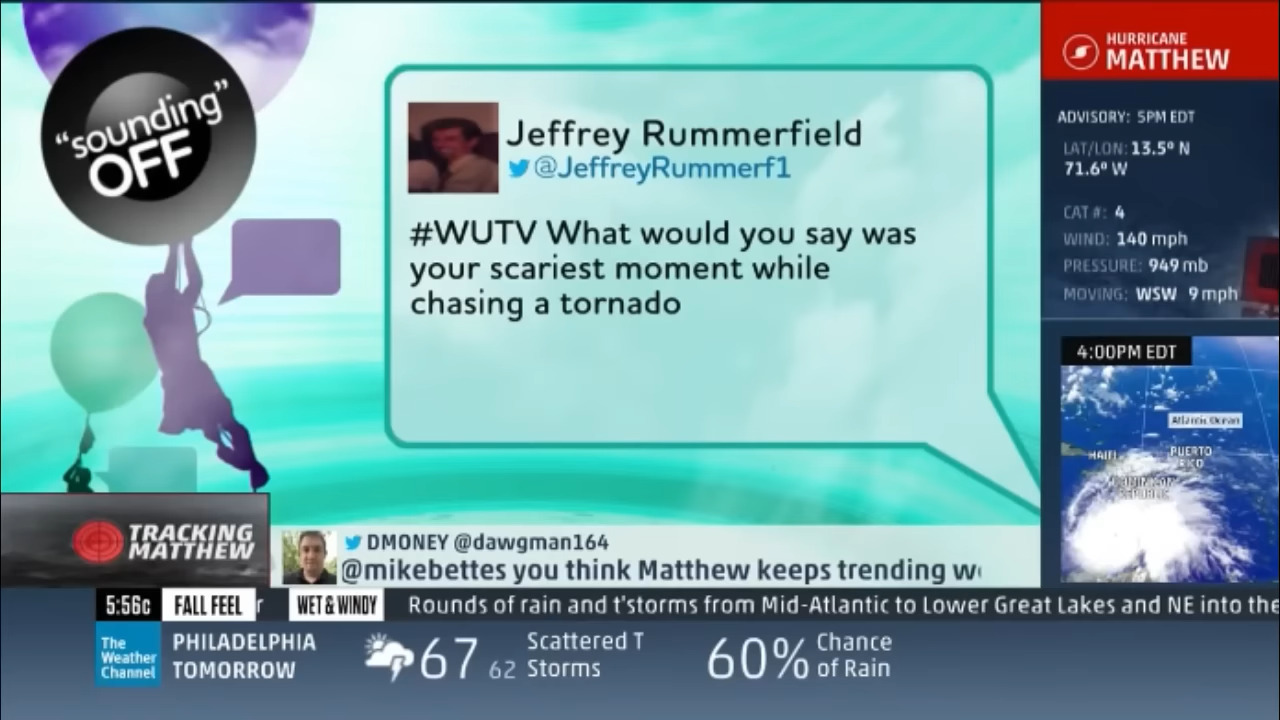 “sounding”
OFF
Jeffrey Rummerfield
@JeffreyRummerf1
#WUTV What would you say was
your scariest moment while
chasing a tornado
HURRICANE
MATTHEW
ADVISORY: 5PM EDT
LAT/LON: 13.5º N
71.6º W
CAT #: 4
WIND: 140 mph
PRESSURE: 949 mb
MOVING: WSW 9 mph
4:00PM EDT
Atlantic Ocean
HAITI
PUERTO
RICO
DOMINICAN
REPUBLIC
TRACKING
MATTHEW
DMONEY @dawgman164
@mikebettes you think Matthew keeps trending
5:56c FALL FEEL WET & WINDY Rounds of rain and t'storms from Mid-Atlantic to Lower Great Lakes and NE into the
The
Weather
Channel
PHILADELPHIA
TOMORROW
67 62
Scattered T
Storms
60%
Chance
of Rain